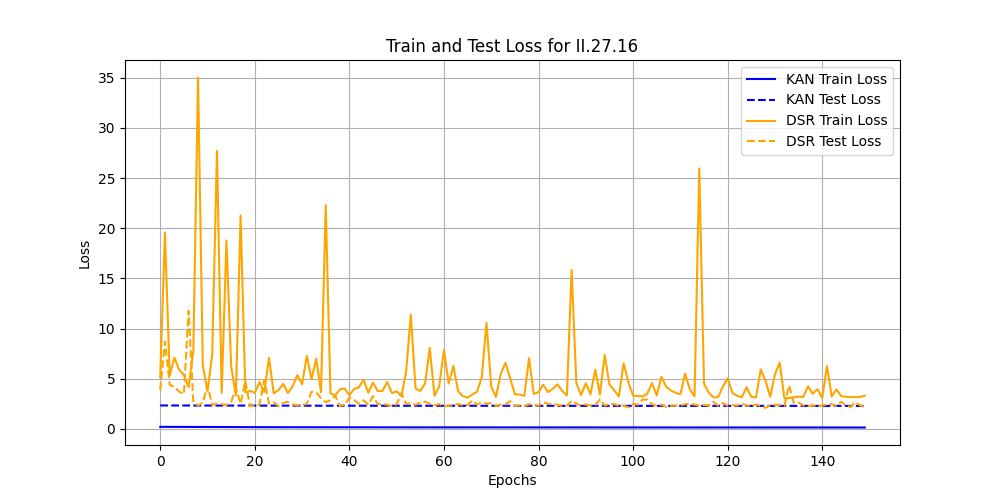 Train and Test Loss for II.27.16
KAN Train Loss
KAN Test Loss
DSR Train Loss
DSR Test Loss
35
30
25
20
15
10
5
0
Loss
0 20 40 60 80 100 120 140
Epochs